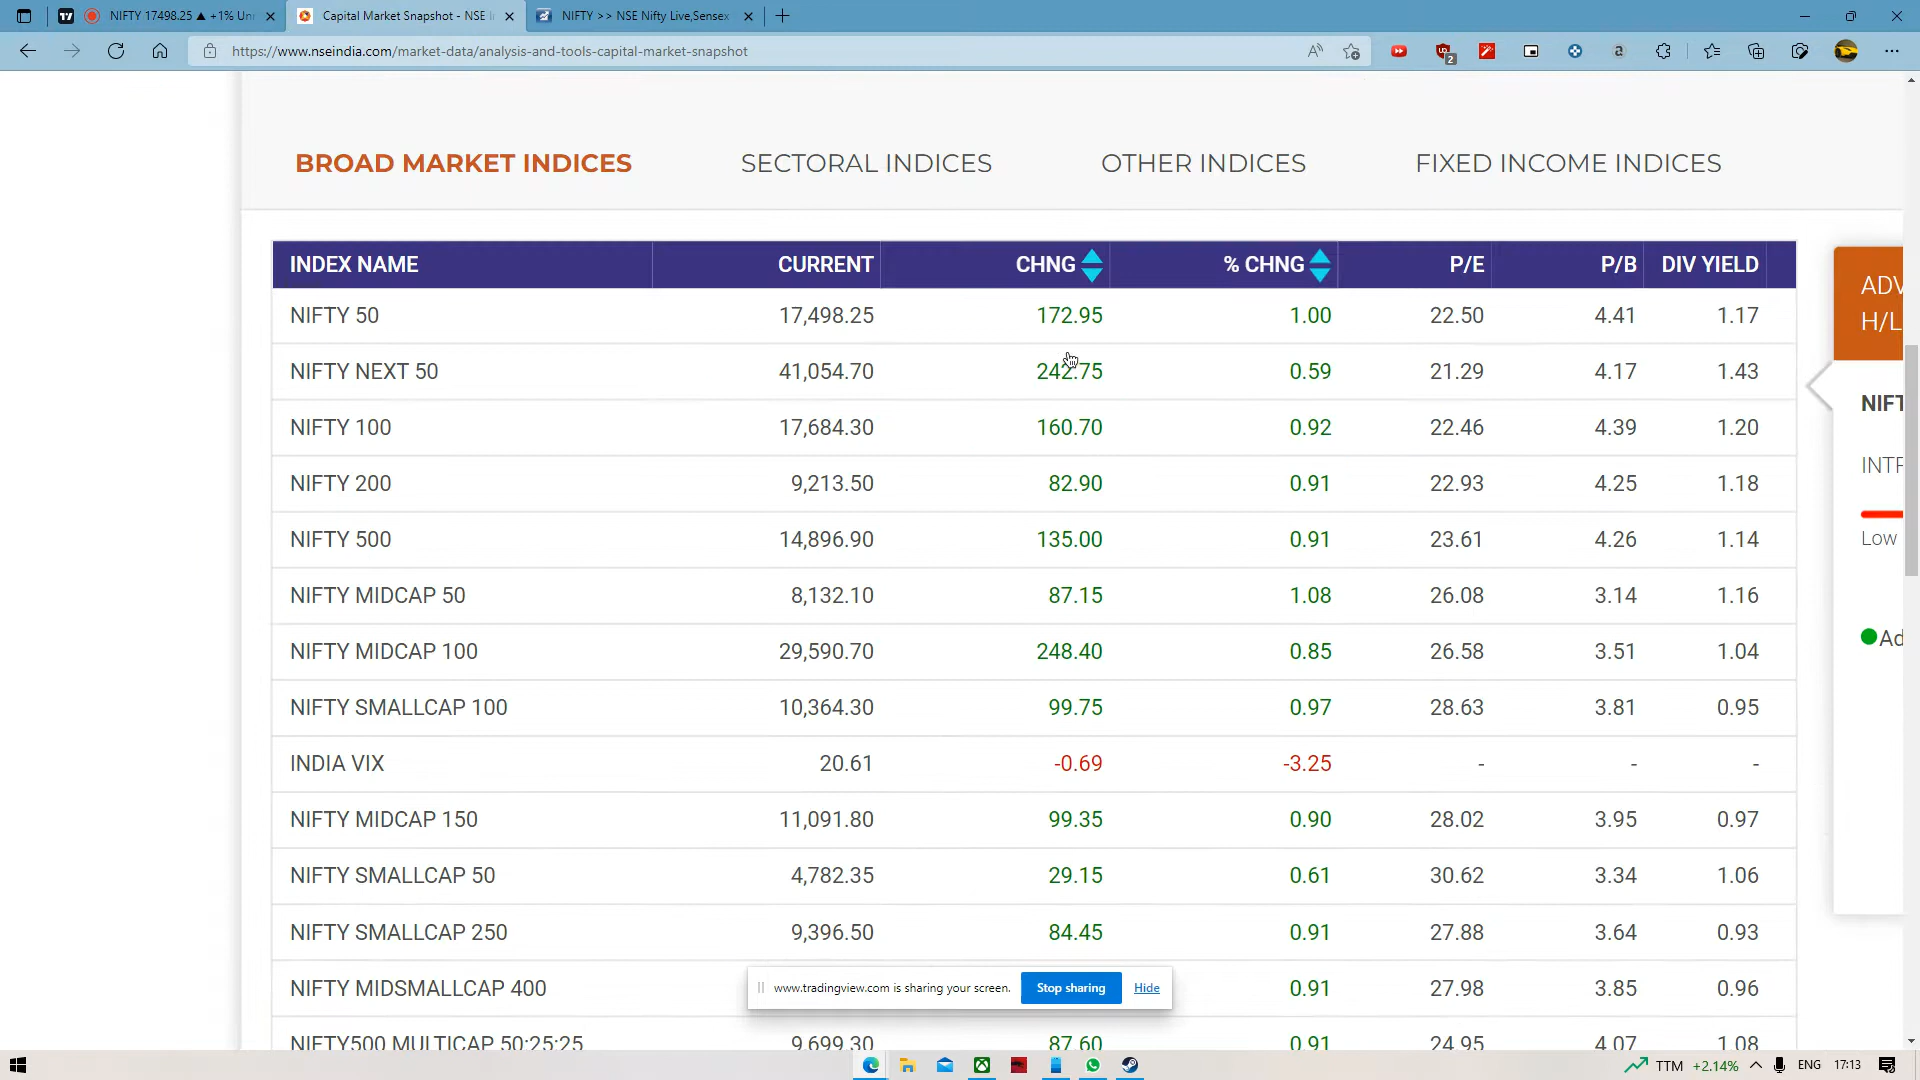 NIFTY 17498.25 ▲ +1% Un
Capital Market Snapshot - NSE I
NIFTY >> NSE Nifty Live,Sensex
https://www.nseindia.com/market-data/analysis-and-tools-capital-market-snapshot
BROAD MARKET INDICES SECTORAL INDICES OTHER INDICES FIXED INCOME INDICES
INDEX NAME CURRENT CHNG % CHNG P/E P/B DIV YIELD
NIFTY 50 17,498.25 172.95 1.00 22.50 4.41 1.17
NIFTY NEXT 50 41,054.70 242.75 0.59 21.29 4.17 1.43
NIFTY 100 17,684.30 160.70 0.92 22.46 4.39 1.20
NIFTY 200 9,213.50 82.90 0.91 22.93 4.25 1.18
NIFTY 500 14,896.90 135.00 0.91 23.61 4.26 1.14
NIFTY MIDCAP 50 8,132.10 87.15 1.08 26.08 3.14 1.16
NIFTY MIDCAP 100 29,590.70 248.40 0.85 26.58 3.51 1.04
NIFTY SMALLCAP 100 10,364.30 99.75 0.97 28.63 3.81 0.95
INDIA VIX 20.61 -0.69 -3.25 - - -
NIFTY MIDCAP 150 11,091.80 99.35 0.90 28.02 3.95 0.97
NIFTY SMALLCAP 50 4,782.35 29.15 0.61 30.62 3.34 1.06
NIFTY SMALLCAP 250 9,396.50 84.45 0.91 27.88 3.64 0.93
NIFTY MIDSMALLCAP 400 0.91 27.98 3.85 0.96
NIFTY500 MULTICAP 50:25:25 9,699.30 87.60 0.91 24.95 4.07 1.08
ADV
H/L
NIFT
INTR
Low
Ad
www.tradingview.com is sharing your screen. Stop sharing Hide
TTM +2.14% ENG 17:13